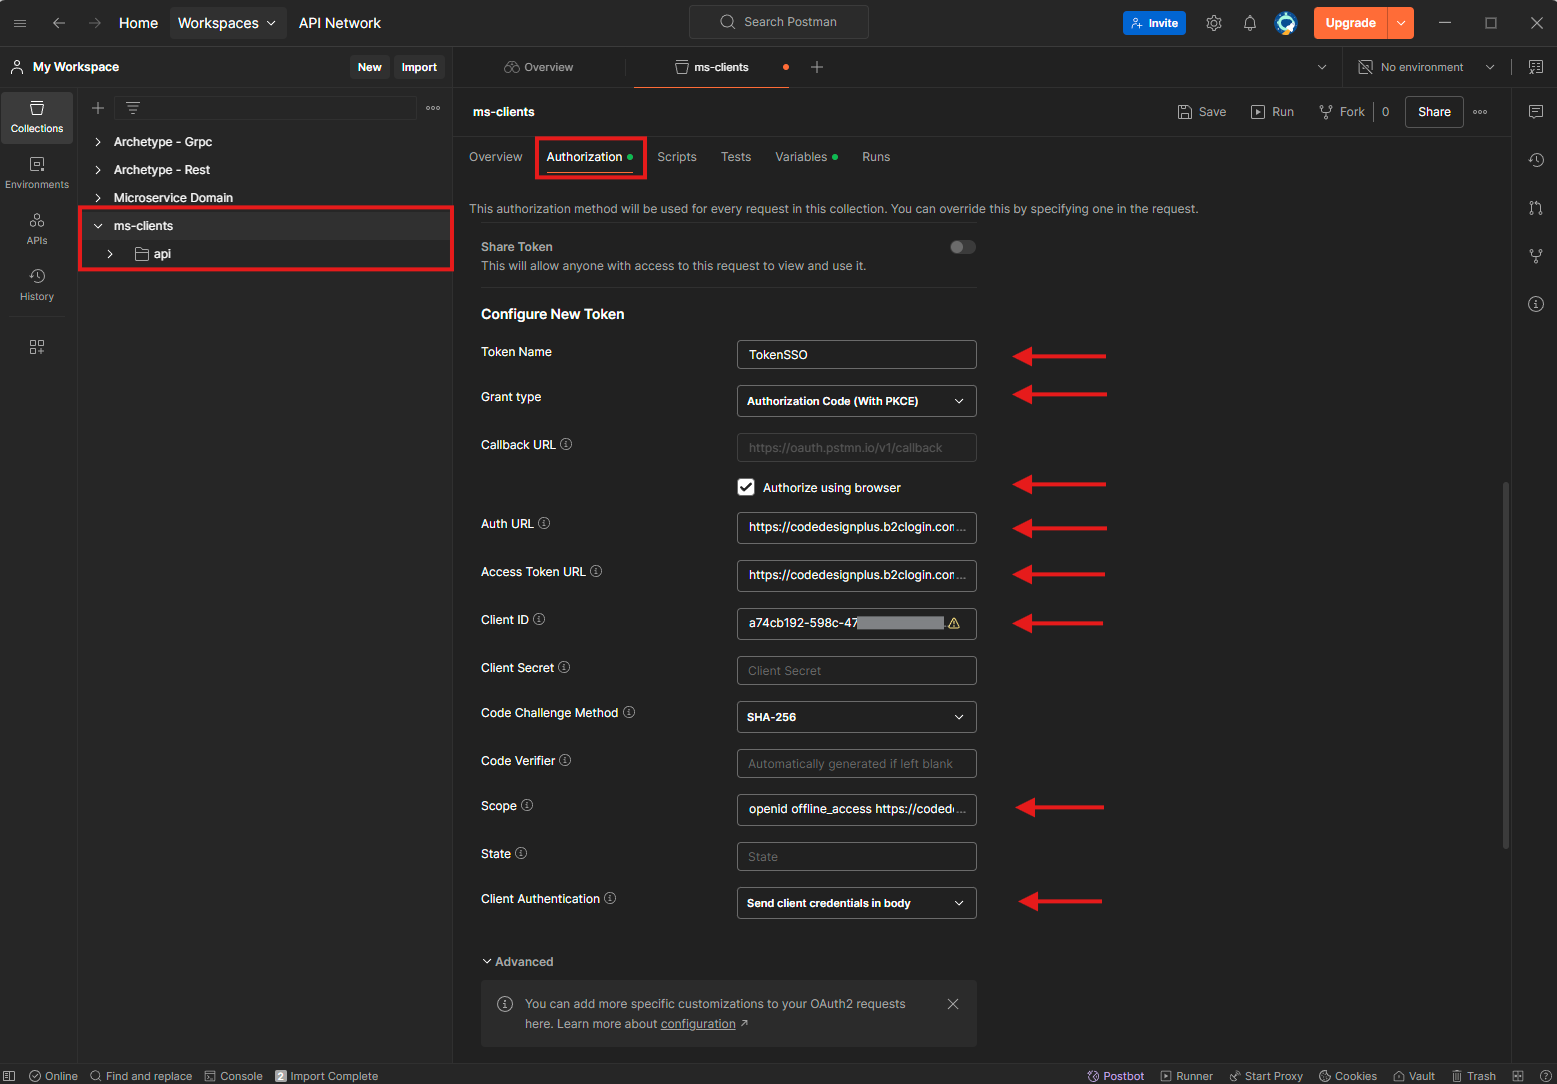 Home Workspaces API Network Search Postman Invite Upgrade
My Workspace New Import Overview ms-clients No environment
Collections
Environments
APIs
History
Archetype - Grpc
Archetype - Rest
Microservice Domain
ms-clients
api
ms-clients Save Run Fork 0 Share
Overview Authorization Scripts Tests Variables Runs
This authorization method will be used for every request in this collection. You can override this by specifying one in the request.
Share Token
This will allow anyone with access to this request to view and use it.
Configure New Token
Token Name TokenSSO
Grant type Authorization Code (With PKCE)
Callback URL https://oauth.pstmn.io/v1/callback
Authorize using browser
Auth URL https://codedesignplus.b2clogin.con...
Access Token URL https://codedesignplus.b2clogin.con...
Client ID a74cb192-598c-47
Client Secret Client Secret
Code Challenge Method SHA-256
Code Verifier Automatically generated if left blank
Scope openid offline_access https://coded...
State State
Client Authentication Send client credentials in body
Advanced
You can add more specific customizations to your OAuth2 requests
here. Learn more about configuration ↗
Online Find and replace Console 2 Import Complete Postbot Runner Start Proxy Cookies Vault Trash